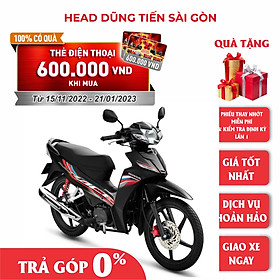 HEAD DŨNG TIẾN SÀI GÒN
100% CÓ QUÀ
THẺ ĐIỆN THOẠI
600.000 VNĐ
KHI MUA
Từ 15/11/2022 - 21/01/2023
600.000 VNĐ
QUÀ TẶNG
PHIẾU THAY NHỚT
MIỄN PHÍ
& KIỂM TRA ĐỊNH KỲ
LẦN 1
GIÁ TỐT
NHẤT
DỊCH VỤ
HOÀN HẢO
GIAO XE
NGAY
TRẢ GÓP 0%